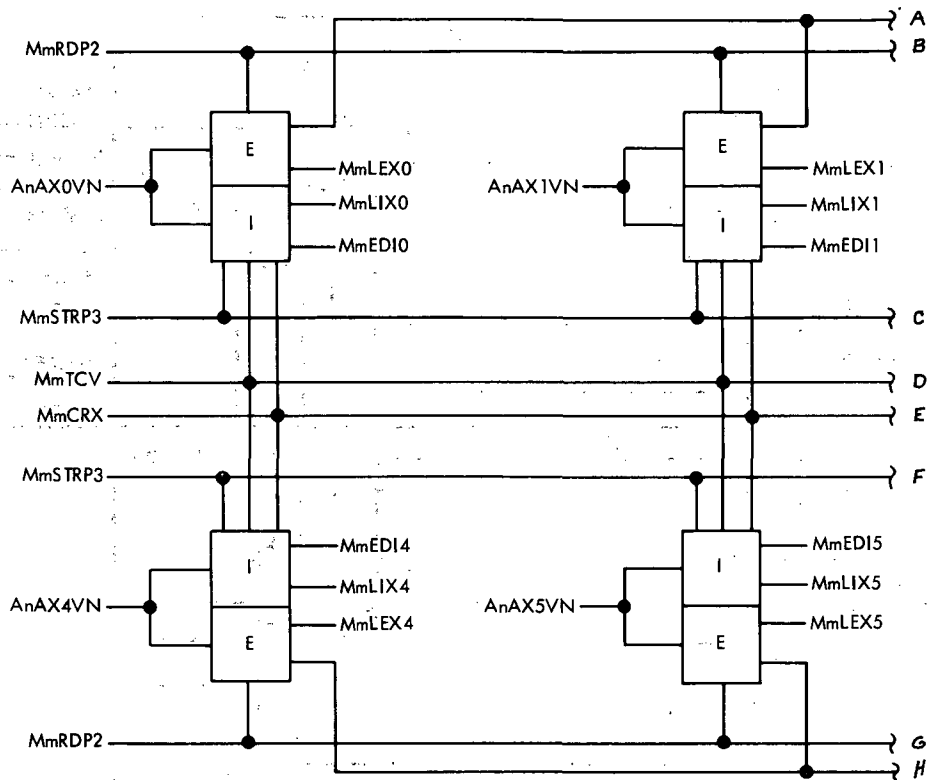 A
MmRDP2
B
E
E
AnAX0VN
MmLEX0
AnAX1VN
MmLEX1
MmLIX0
MmLIX1
I
I
MmEDI0
MmEDI1
MmSTRP3
C
MmTCV
D
MmCRX
E
MmSTRP3
F
MmEDI4
MmEDI5
I
I
MmLIX4
MmLIX5
AnAX4VN
AnAX5VN
MmLEX4
MmLEX5
E
E
MmRDP2
G
H